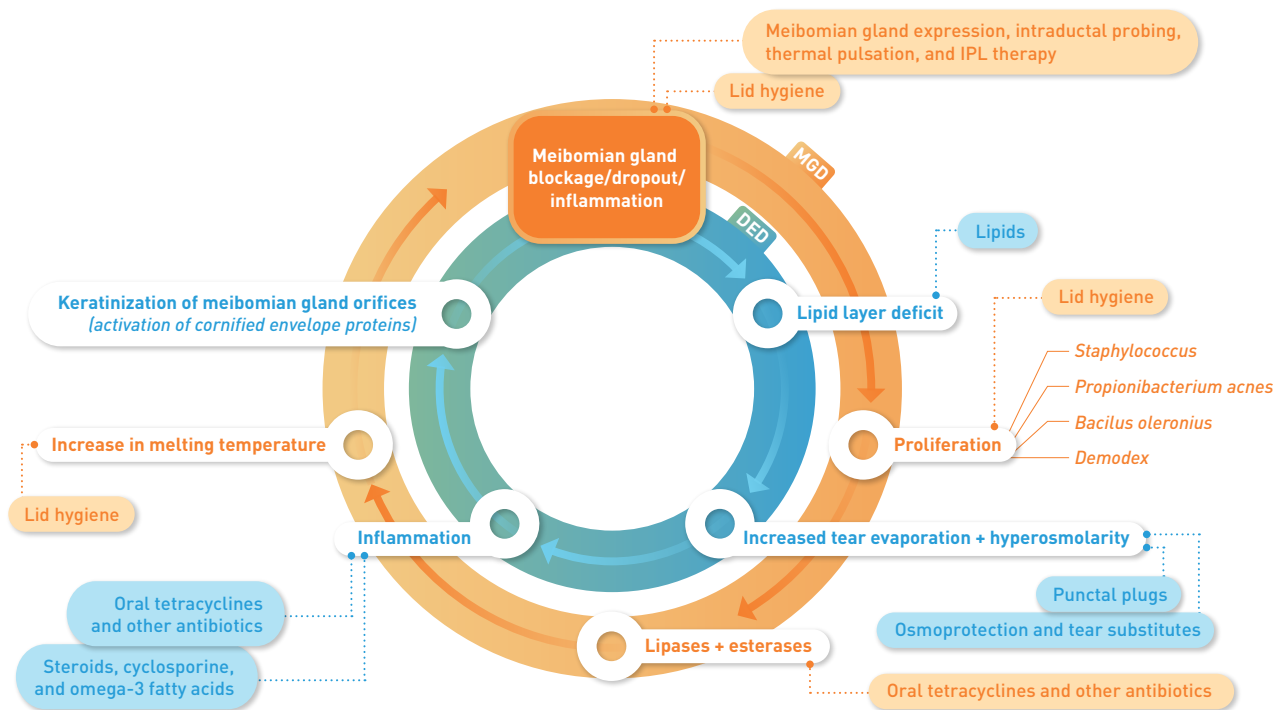 Meibomian gland expression, intraductal probing,
thermal pulsation, and IPL therapy
Lid hygiene
Meibomian gland
blockage/dropout/
inflammation
MGD
DED
Lipids
Lipid layer deficit
Lid hygiene
Staphylococcus
Propionibacterium acnes
Bacilus oleronius
Demodex
Proliferation
Keratinization of meibomian gland orifices
(activation of cornified envelope proteins)
Increase in melting temperature
Lid hygiene
Inflammation
Increased tear evaporation + hyperosmolarity
Punctal plugs
Osmoprotection and tear substitutes
Oral tetracyclines
and other antibiotics
Steroids, cyclosporine,
and omega-3 fatty acids
Lipases + esterases
Oral tetracyclines and other antibiotics